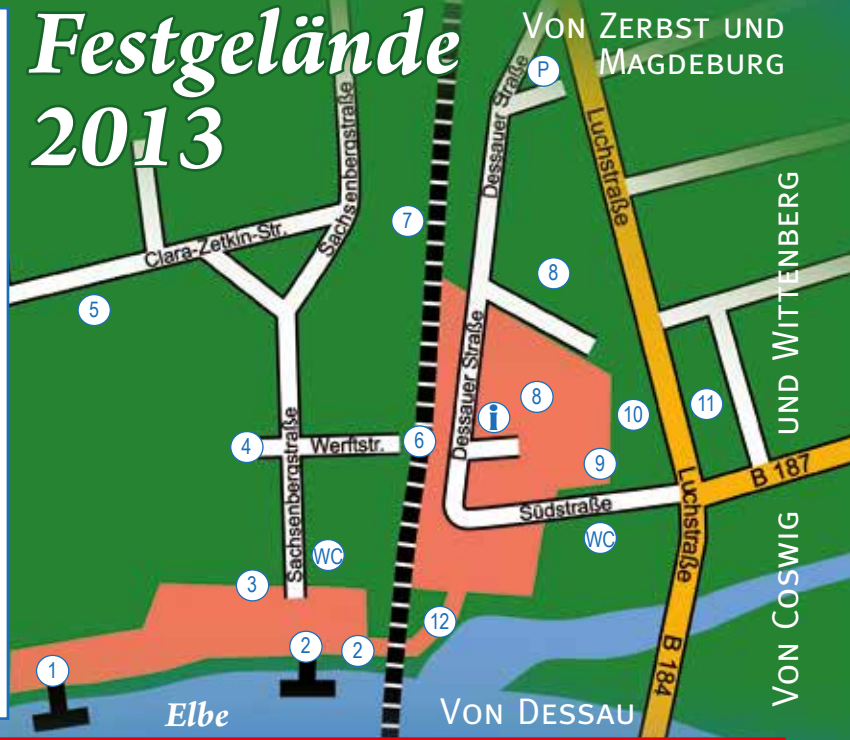 Festgelände
2013
VON ZERBST UND
MAGDEBURG
P
Sachsenbergstraße
Dessauer Straße
Luchstraße
7
Clara-Zetkin-Str.
Sachsenbergstraße
8
5
UND WITTENBERG
Dessauer Straße
8
i
10
11
4
Werftstr.
6
9
B 187
Sachsenbergstraße
Südstraße
Luchstraße
WC
WC
3
12
2
2
1
B 184
VON COSWIG
Elbe
VON DESSAU